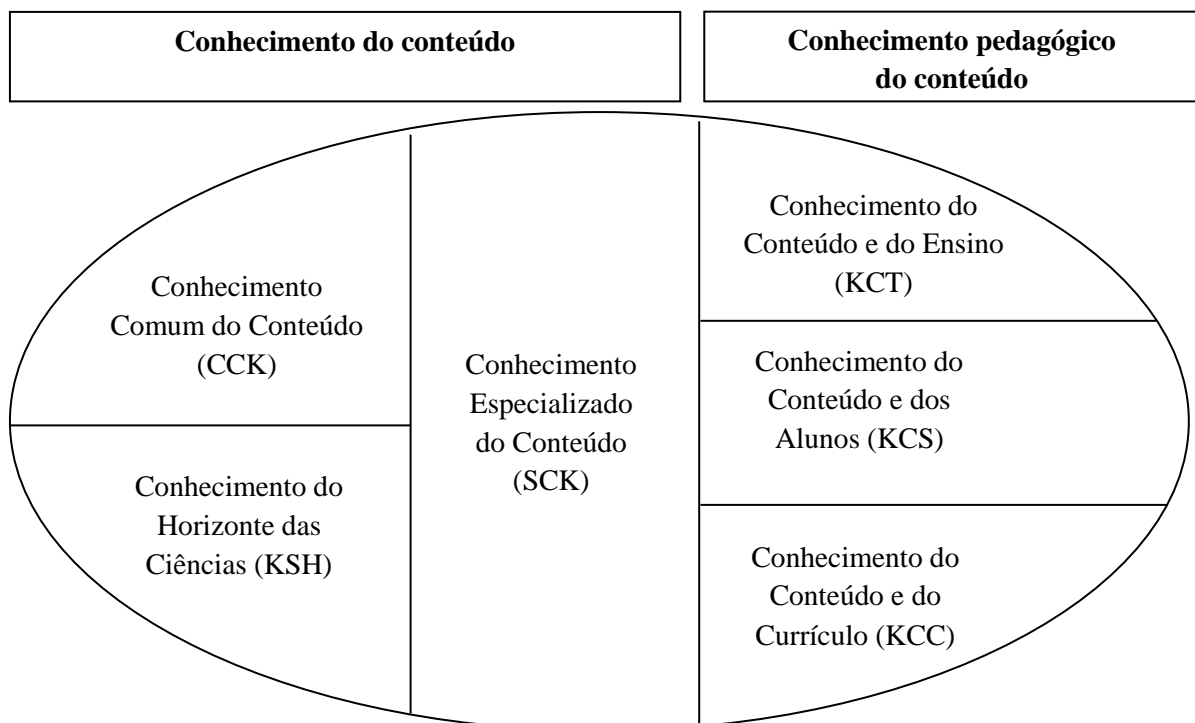 Conhecimento do conteúdo
Conhecimento pedagógico
do conteúdo
Conhecimento
Comum do Conteúdo
(CCK)
Conhecimento do
Horizonte das
Ciências (KSH)
Conhecimento
Especializado
do Conteúdo
(SCK)
Conhecimento do
Conteúdo e do Ensino
(KCT)
Conhecimento do
Conteúdo e dos
Alunos (KCS)
Conhecimento do
Conteúdo e do
Currículo (KCC)